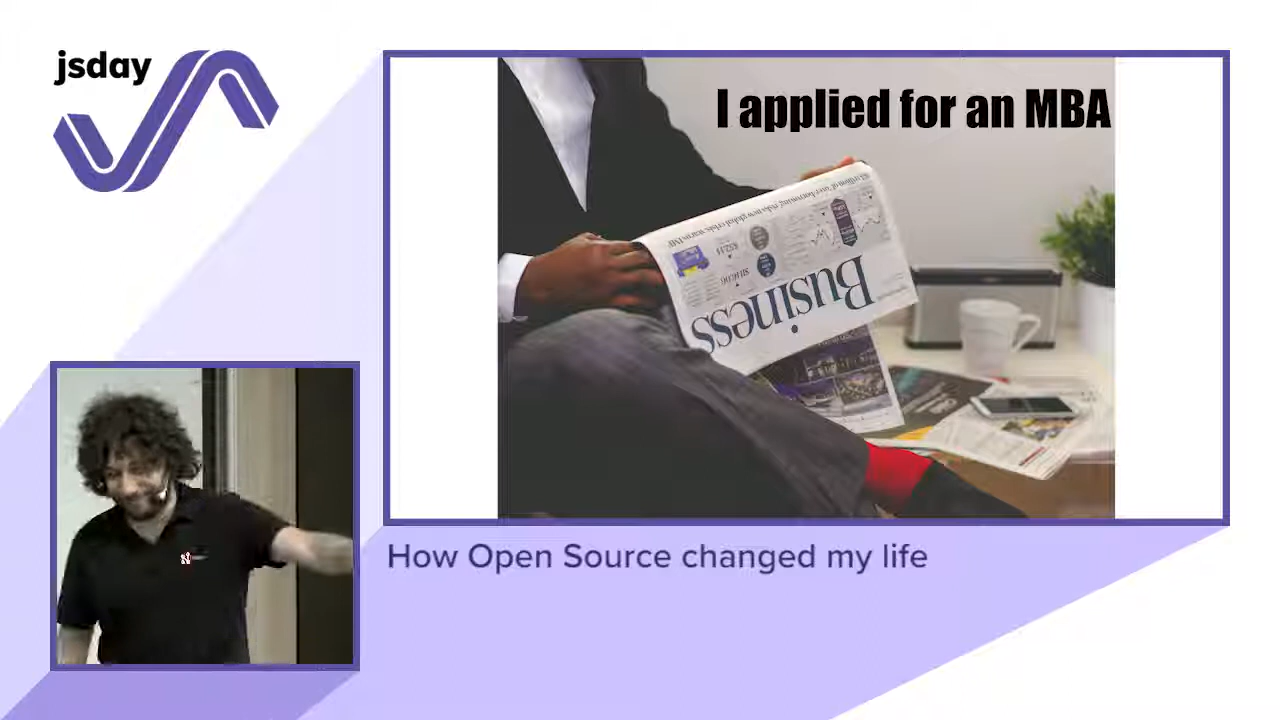 jsday
I applied for an MBA
Business
How Open Source changed my life